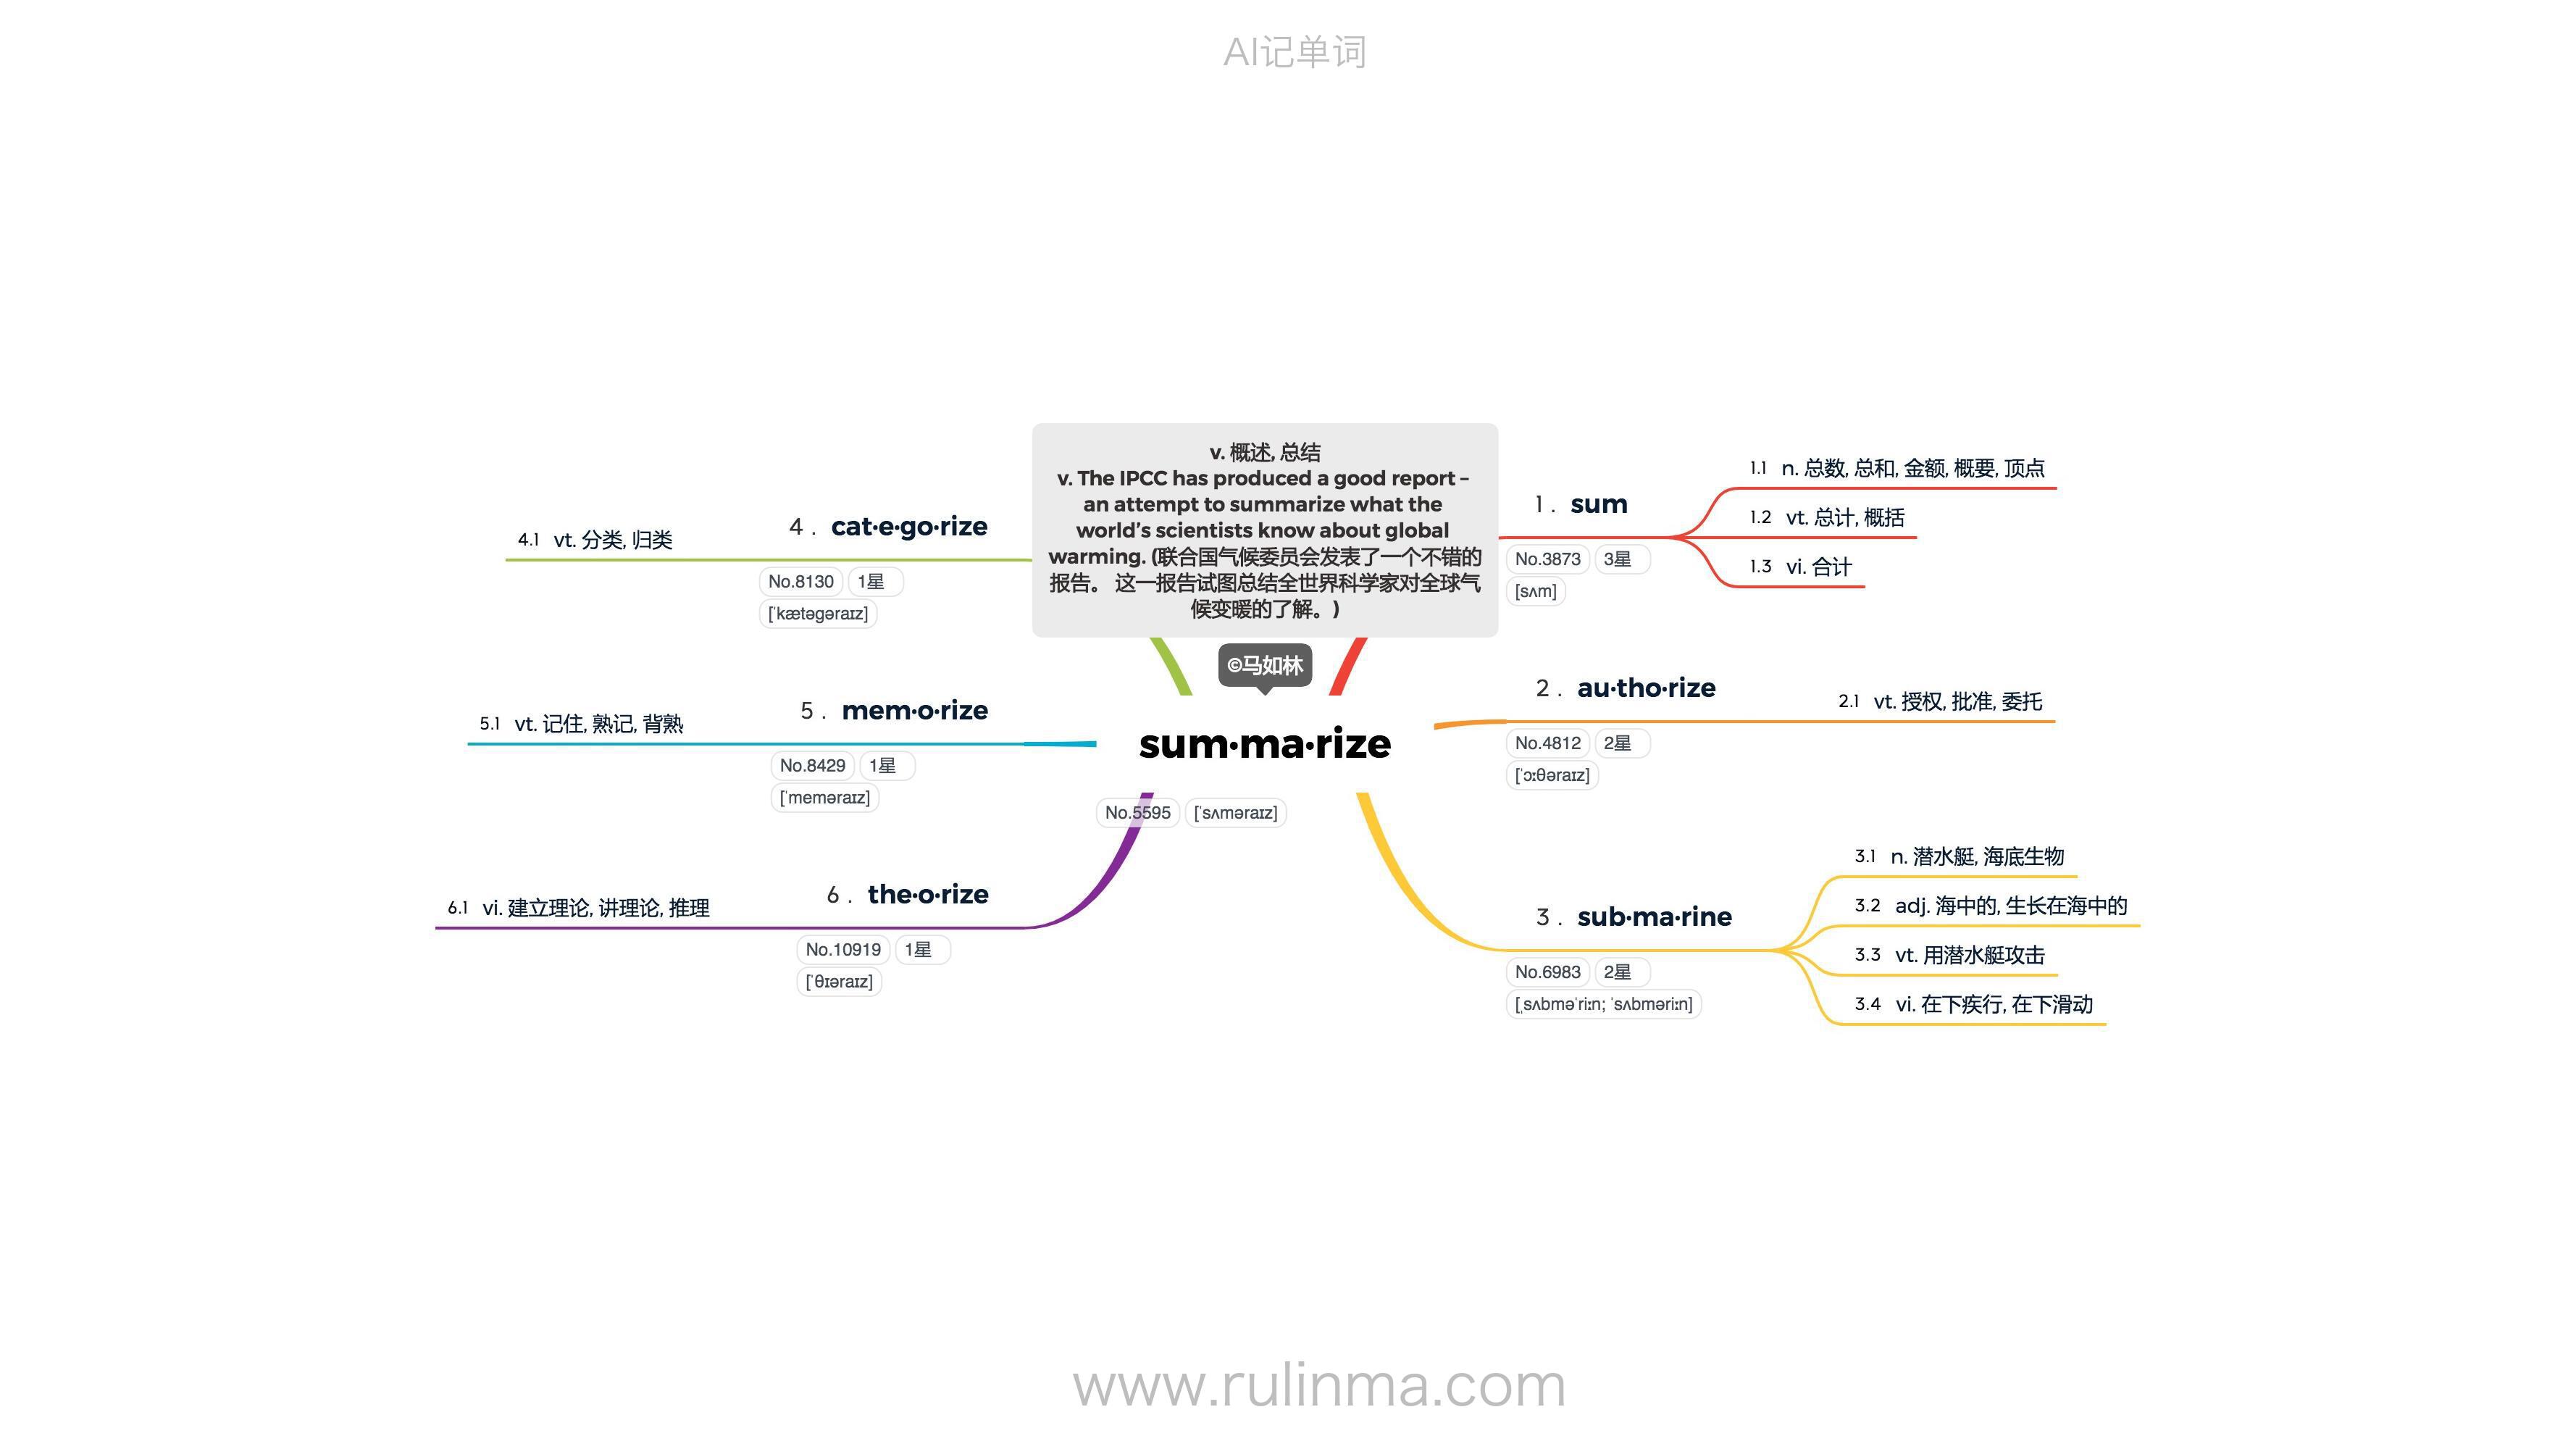 AI记单词
v. 概述, 总结
v. The IPCC has produced a good report –
an attempt to summarize what the
world’s scientists know about global
warming. (联合国气候委员会发表了一个不错的
报告。 这一报告试图总结全世界科学家对全球气
候变暖的了解。)
©马如林
sum·ma·rize
No.5595 [ˈsʌməraɪz]
1 . sum
No.3873 3星
[sʌm]
1.1 n. 总数, 总和, 金额, 概要, 顶点
1.2 vt. 总计, 概括
1.3 vi. 合计
2 . au·tho·rize
No.4812 2星
[ˈɔːθəraɪz]
2.1 vt. 授权, 批准, 委托
3 . sub·ma·rine
No.6983 2星
[ˌsʌbməˈriːn; ˈsʌbməriːn]
3.1 n. 潜水艇, 海底生物
3.2 adj. 海中的, 生长在海中的
3.3 vt. 用潜水艇攻击
3.4 vi. 在下疾行, 在下滑动
4 . cat·e·go·rize
No.8130 1星
[ˈkætəɡəraɪz]
4.1 vt. 分类, 归类
5 . mem·o·rize
No.8429 1星
[ˈmeməraɪz]
5.1 vt. 记住, 熟记, 背熟
6 . the·o·rize
No.10919 1星
[ˈθɪəraɪz]
6.1 vi. 建立理论, 讲理论, 推理
www.rulinma.com